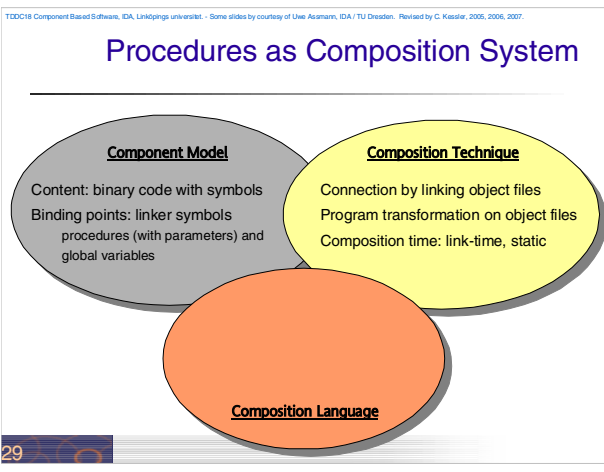 TDDC18 Component Based Software, IDA, Linköpings universitet. - Some slides by courtesy of Uwe Assmann, IDA / TU Dresden. Revised by C. Kessler, 2005, 2006, 2007.
Procedures as Composition System
Component Model
Content: binary code with symbols
Binding points: linker symbols
procedures (with parameters) and
global variables
Composition Technique
Connection by linking object files
Program transformation on object files
Composition time: link-time, static
Composition Language
29